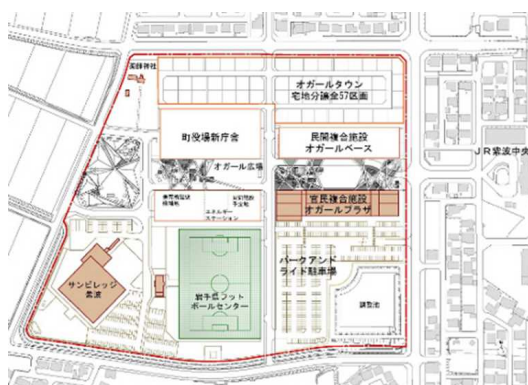 オガールタウン
宅地分譲全57区画
町役場新庁舎
民間複合施設
オガールベース
JR紫波中央
オガール広場
官民複合施設
オガールプラザ
エネルギー
ステーション
パークアンド
ライド駐車場
サンビレッジ
紫波
岩手県フット
ボールセンター
調整池